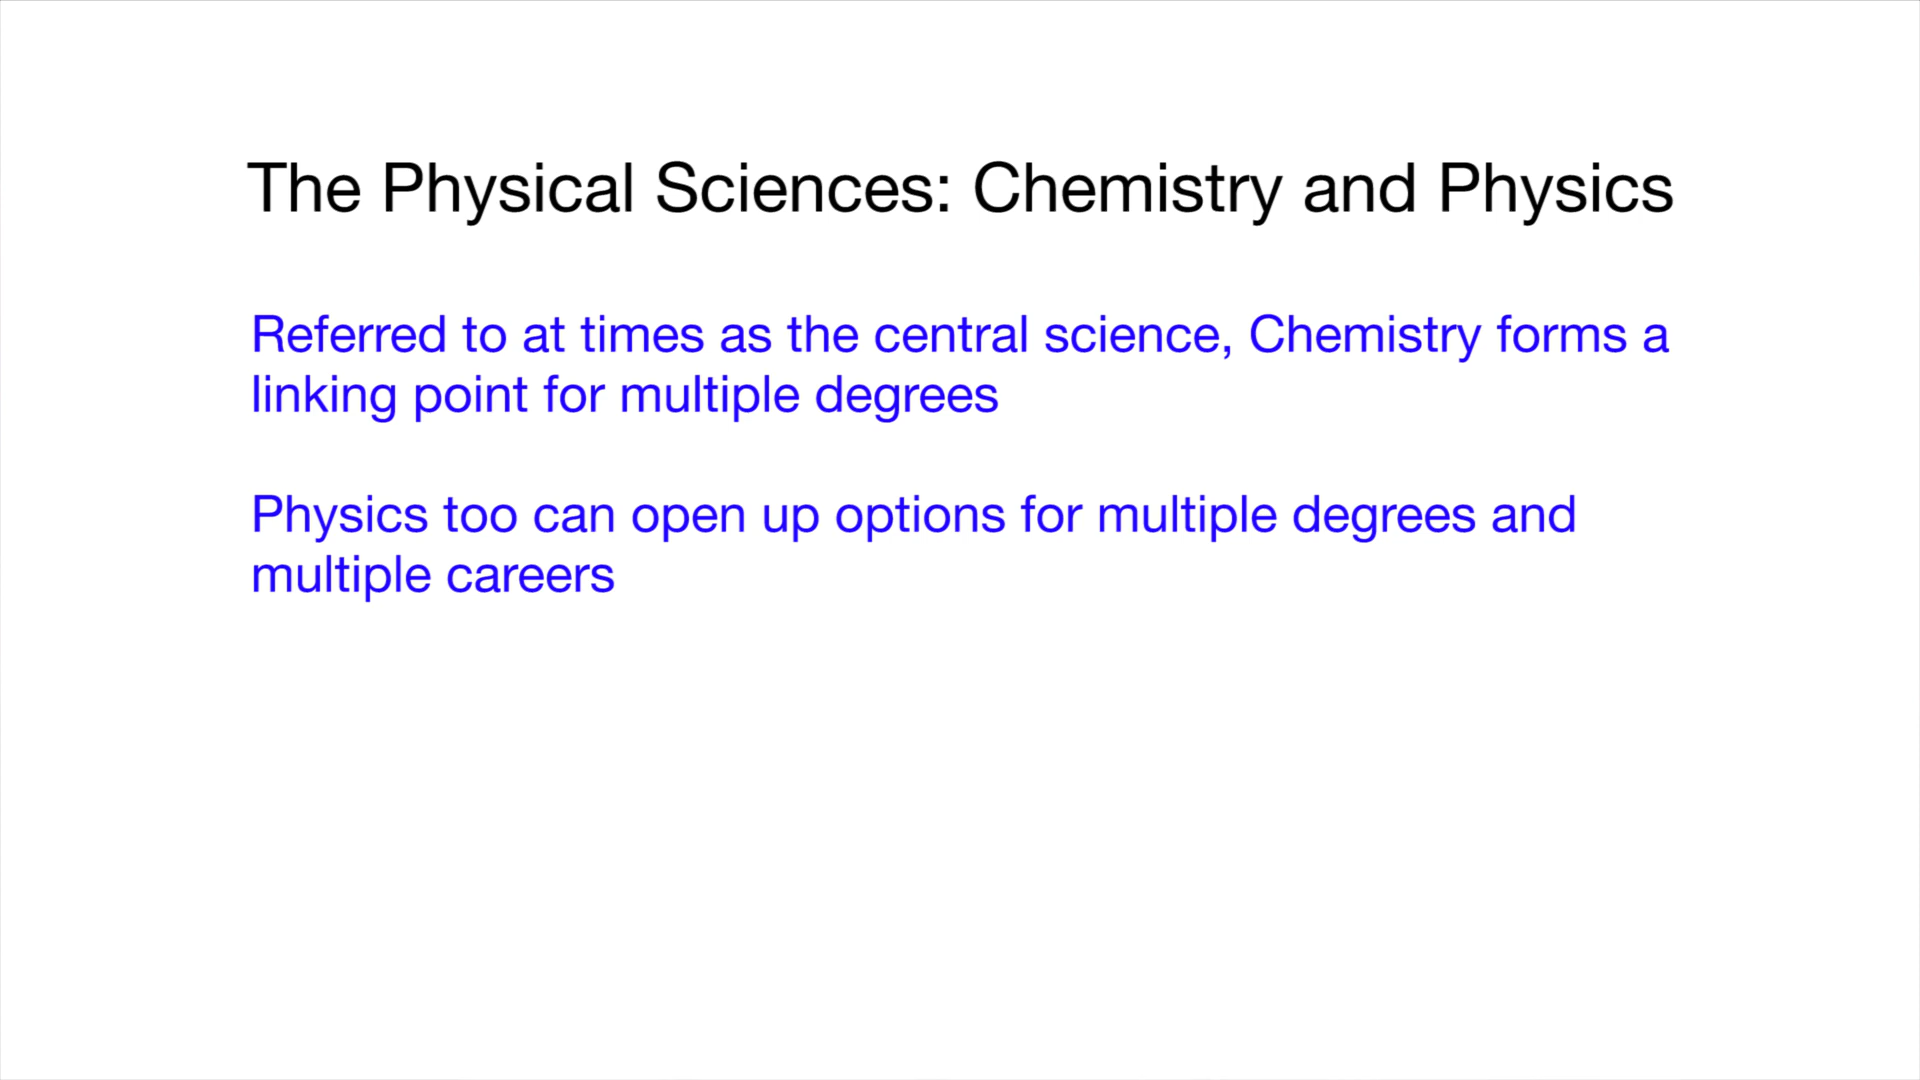 The Physical Sciences: Chemistry and Physics
Referred to at times as the central science, Chemistry forms a
linking point for multiple degrees
Physics too can open up options for multiple degrees and
multiple careers